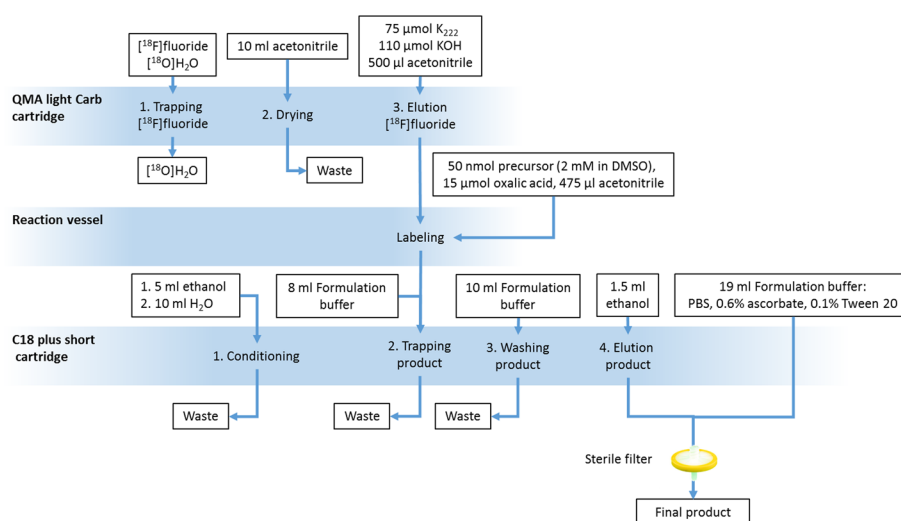 [¹⁸F]fluoride
[¹⁸O]H₂O
10 ml acetonitrile
75 µmol K₂₂₂
110 µmol KOH
500 µl acetonitrile
QMA light Carb
cartridge
1. Trapping
[¹⁸F]fluoride
2. Drying
3. Elution
[¹⁸F]fluoride
[¹⁸O]H₂O
Waste
50 nmol precursor (2 mM in DMSO),
15 µmol oxalic acid, 475 µl acetonitrile
Reaction vessel
Labeling
1. 5 ml ethanol
2. 10 ml H₂O
8 ml Formulation
buffer
10 ml Formulation
buffer
1.5 ml
ethanol
19 ml Formulation buffer:
PBS, 0.6% ascorbate, 0.1% Tween 20
C18 plus short
cartridge
1. Conditioning
2. Trapping
product
3. Washing
product
4. Elution
product
Waste
Waste
Waste
Sterile filter
Final product